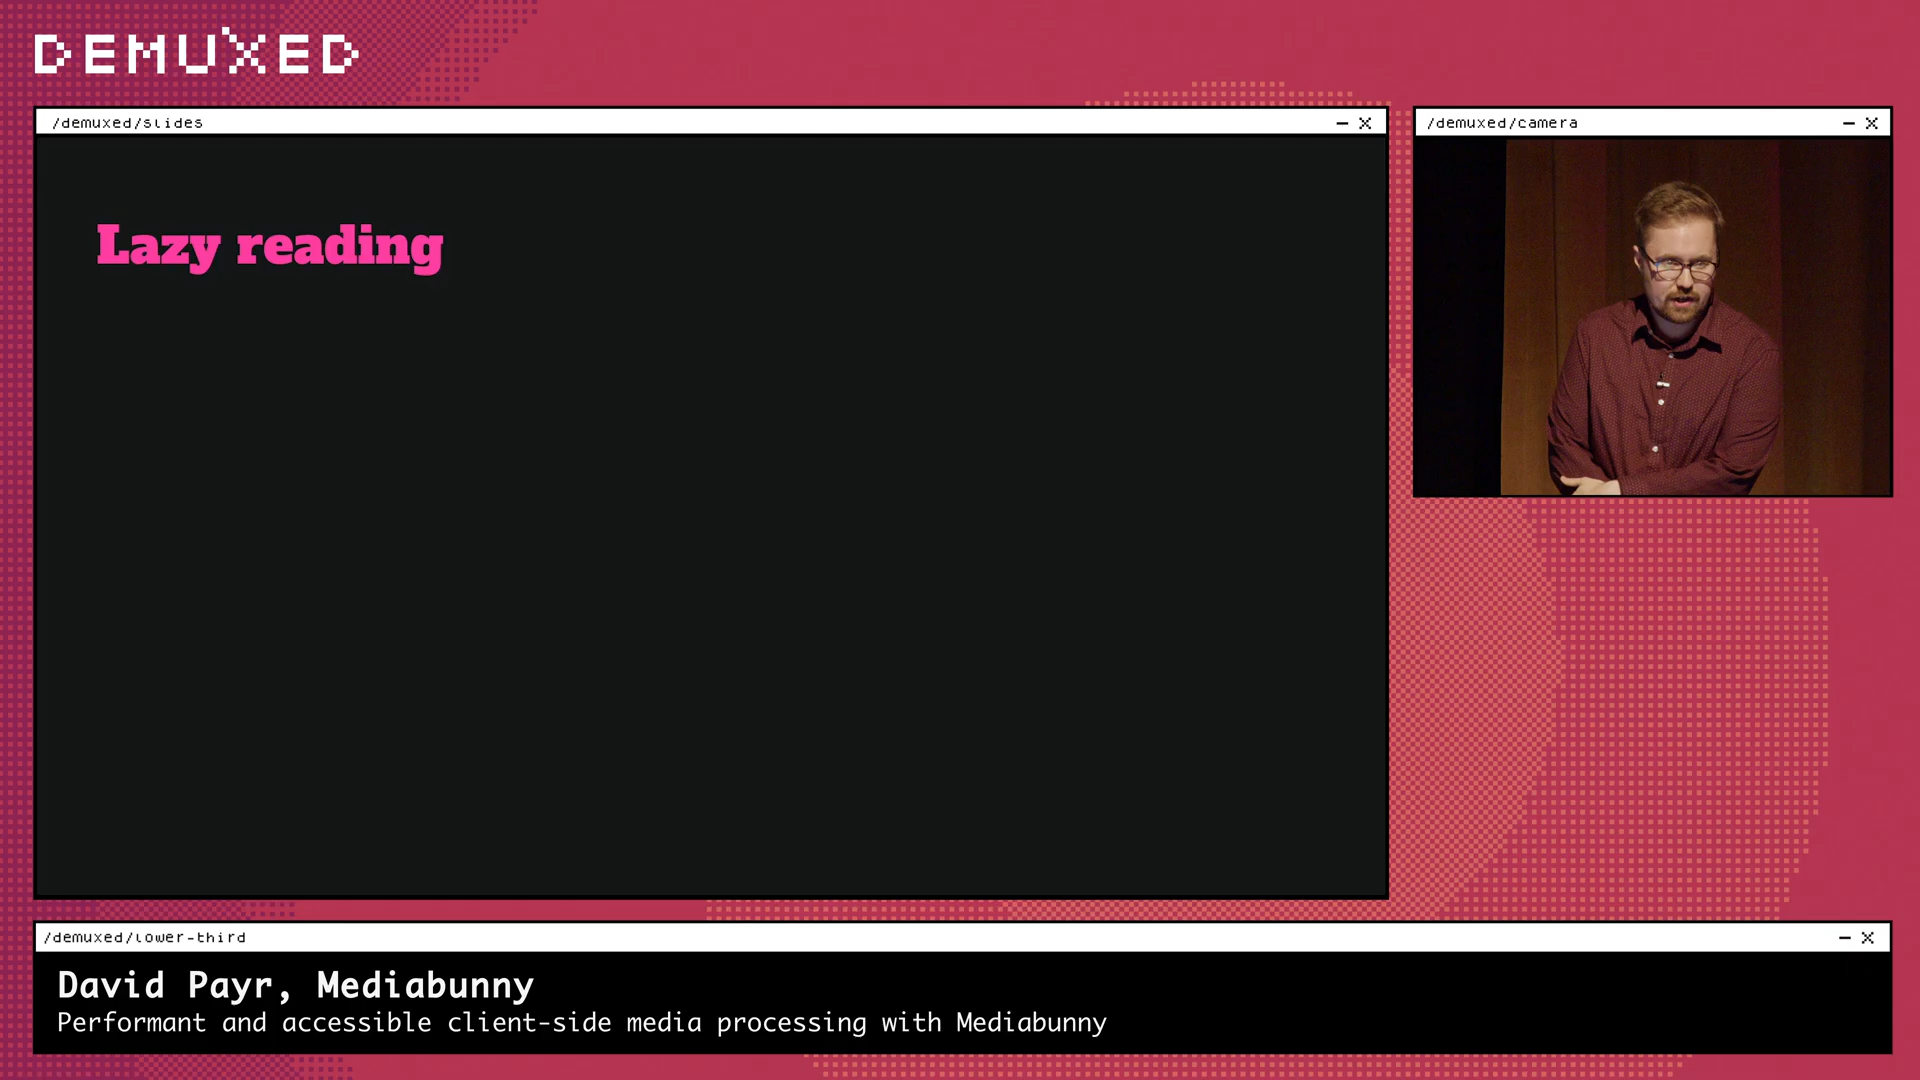 DEMUXED
/demuxed/slides
/demuxed/camera
Lazy reading
/demuxed/lower-third
David Payr, Mediabunny
Performant and accessible client-side media processing with Mediabunny